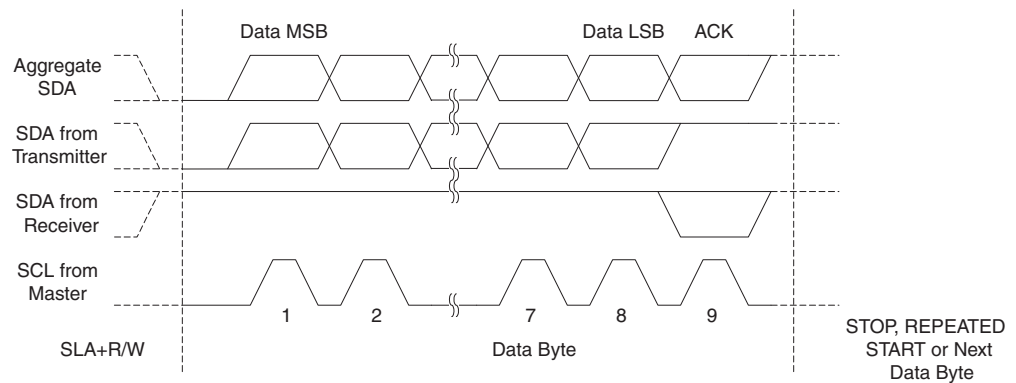 Data MSB
Data LSB
ACK
Aggregate
SDA
SDA from
Transmitter
SDA from
Receiver
SCL from
Master
1
2
7
8
9
SLA+R/W
Data Byte
STOP, REPEATED
START or Next
Data Byte